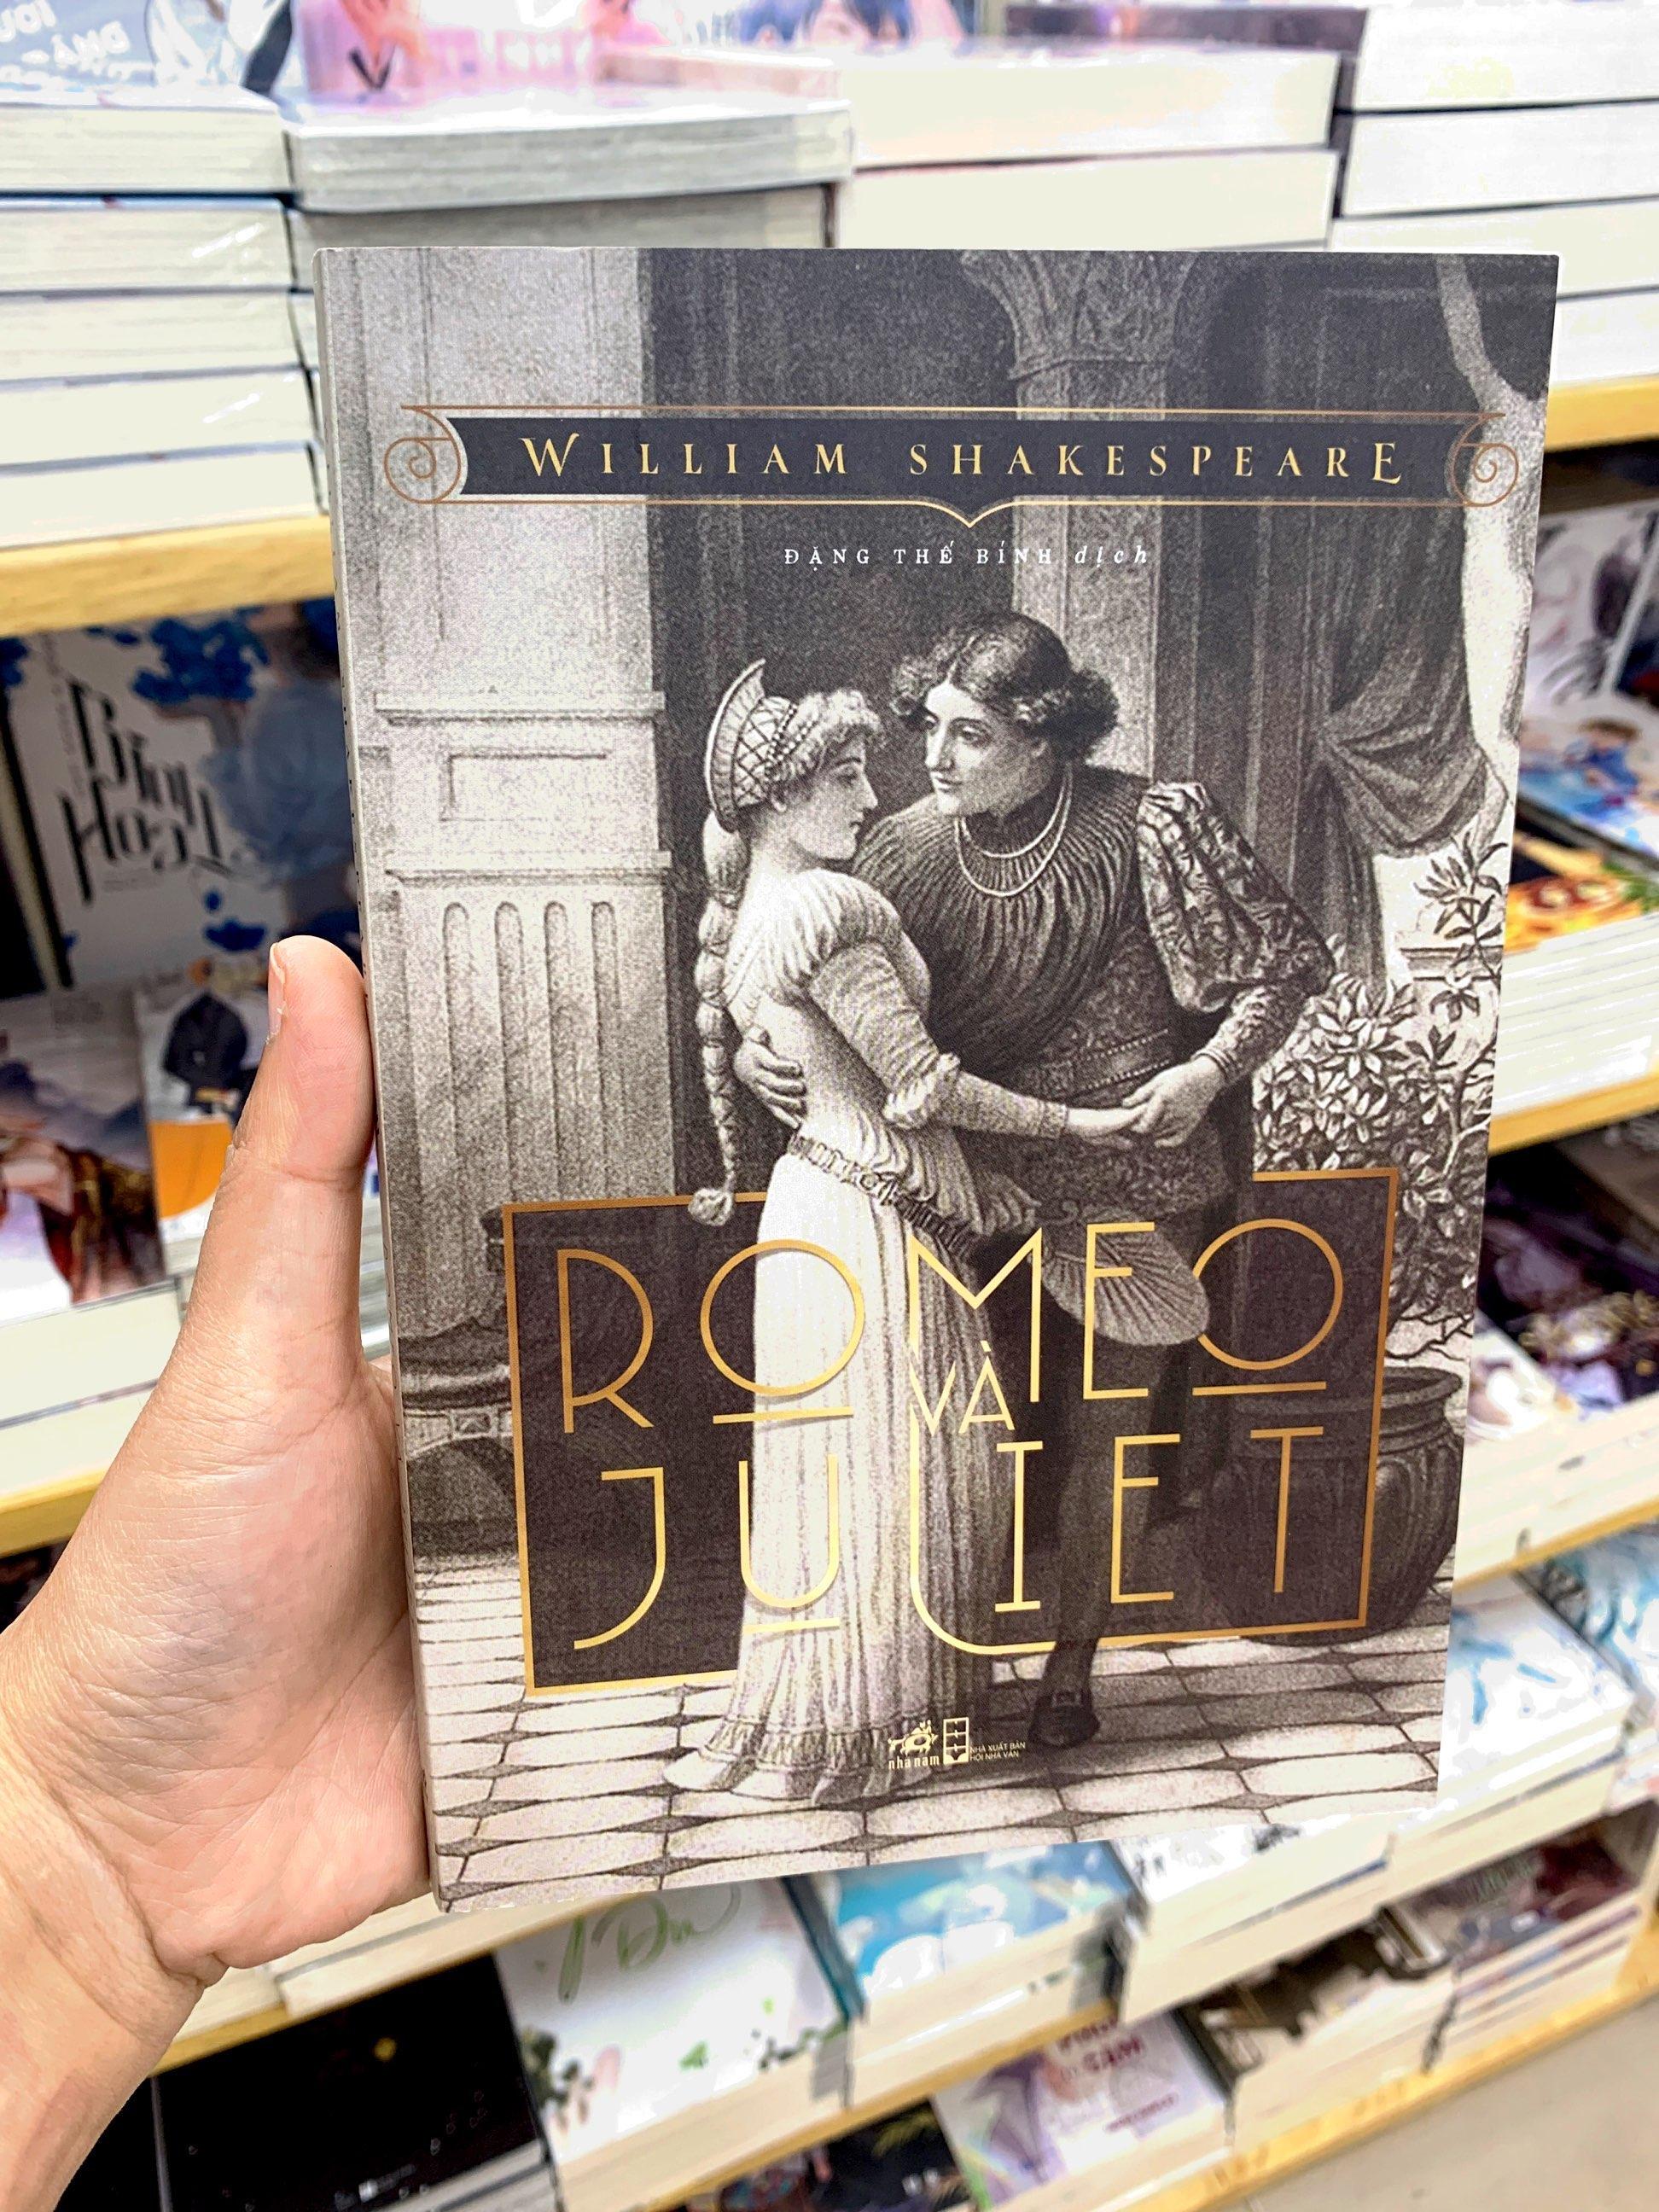 WILLIAM SHAKESPEARE
ĐẶNG THẾ BÍNH dịch
ROMEO
VÀ
JULIET
nhã nam
NHÀ XUẤT BẢN
HỘI NHÀ VĂN